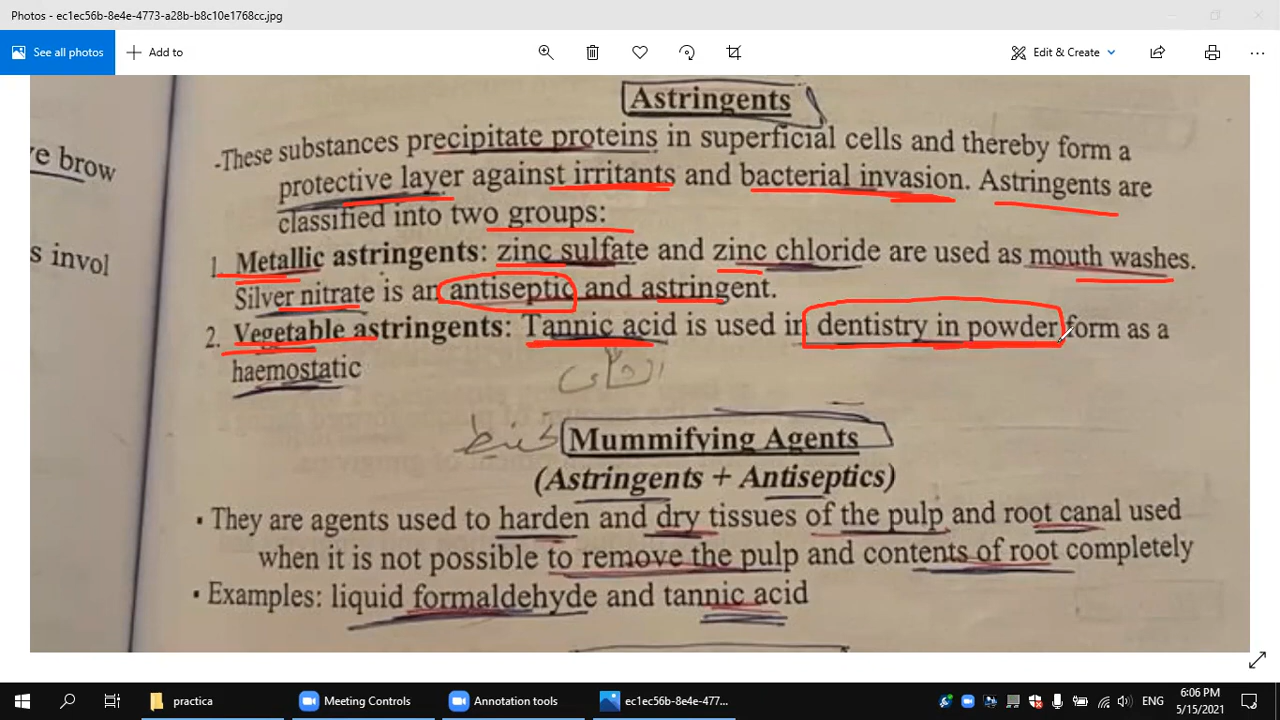 Photos - ec1ec56b-8e4e-4773-a28b-b8c10e1768cc.jpg
See all photos
Add to
Edit & Create
Astringents
-These substances precipitate proteins in superficial cells and thereby form a
protective layer against irritants and bacterial invasion. Astringents are
classified into two groups:
1. Metallic astringents: zinc sulfate and zinc chloride are used as mouth washes.
Silver nitrate is an antiseptic and astringent.
2. Vegetable astringents: Tannic acid is used in dentistry in powder form as a
haemostatic
Mummifying Agents
(Astringents + Antiseptics)
• They are agents used to harden and dry tissues of the pulp and root canal used
when it is not possible to remove the pulp and contents of root completely
• Examples: liquid formaldehyde and tannic acid
brow
s invol
practica
Meeting Controls
Annotation tools
ec1ec56b-8e4e-477...
ENG
6:06 PM
5/15/2021